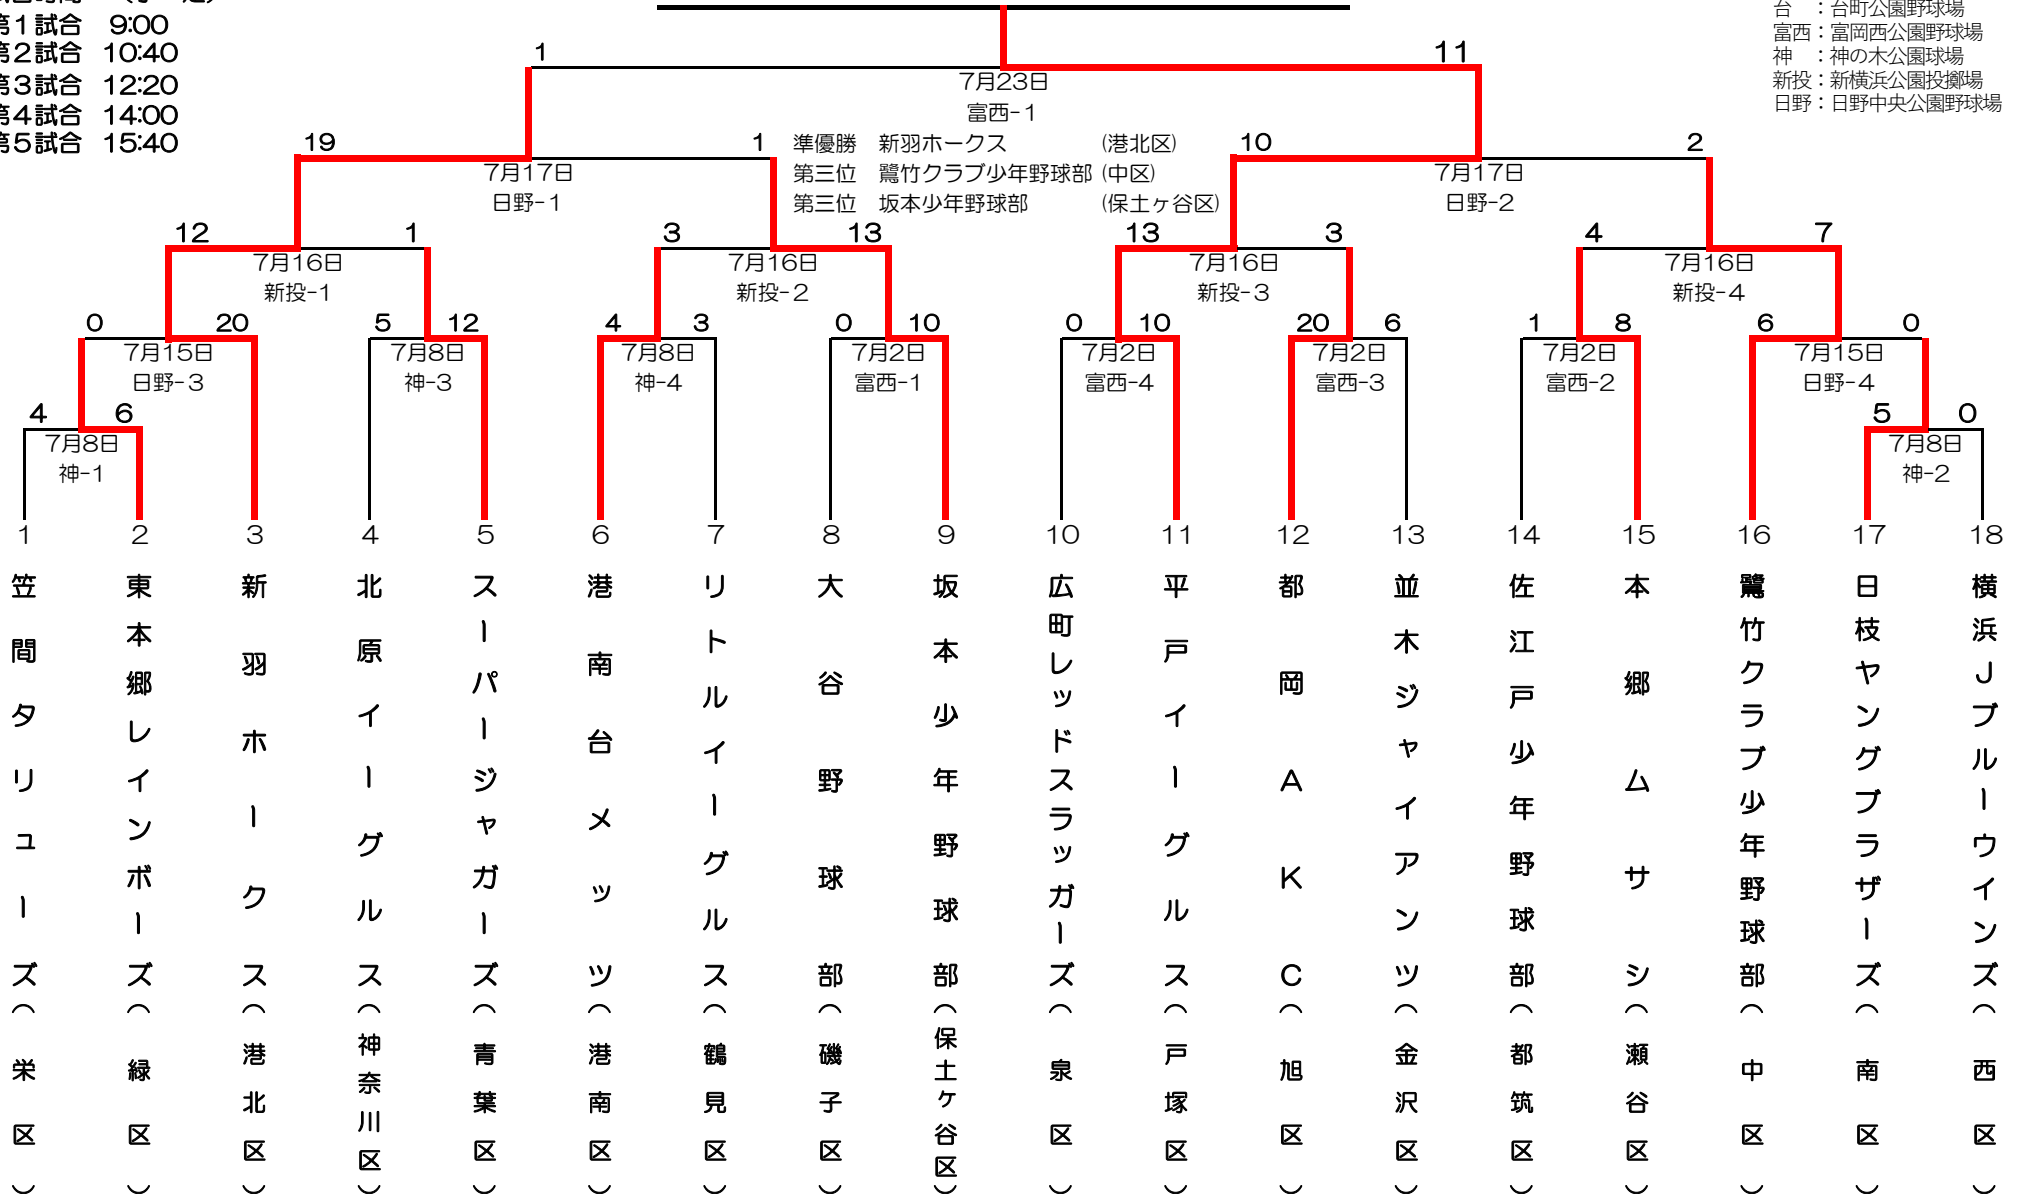 第1試合 9:00
第2試合 10:40
第3試合 12:20
第4試合 14:00
第5試合 15:40
台 ：台町公園野球場
富西：富岡西公園野球場
神 ：神の木公園球場
新投：新横浜公園投擲場
日野：日野中央公園野球場
1 11
7月23日
富西-1
準優勝 新羽ホークス (港北区)
第三位 鷺竹クラブ少年野球部 (中区)
第三位 坂本少年野球部 (保土ヶ谷区)
19 1 10 2
7月17日 7月17日
日野-1 日野-2
12 1 3 13 13 3 4 7
7月16日 7月16日 7月16日 7月16日
新投-1 新投-2 新投-3 新投-4
0 20 5 12 4 3 0 10 0 10 20 6 1 8 6 0
7月15日 7月8日 7月8日 7月2日 7月2日 7月2日 7月2日 7月15日
日野-3 神-3 神-4 富西-1 富西-4 富西-3 富西-2 日野-4
4 6 5 0
7月8日 7月8日
神-1 神-2
1 2 3 4 5 6 7 8 9 10 11 12 13 14 15 16 17 18
笠間タリューズ(栄区)
東本郷レインボーズ(緑区)
新羽ホークス(港北区)
北原イーグルス(神奈川区)
スーパージャガーズ(青葉区)
港南台メッツ(港南区)
リトルイーグルス(鶴見区)
大谷野球部(磯子区)
坂本少年野球部(保土ヶ谷区)
広町レッドスラッガーズ(泉区)
平戸イーグルス(戸塚区)
都岡AKC(旭区)
並木ジャイアンツ(金沢区)
佐江戸少年野球部(都筑区)
本郷ムサシ(瀬谷区)
鷺竹クラブ少年野球部(中区)
日枝ヤングブラザーズ(南区)
横浜Jブルーウインズ(西区)